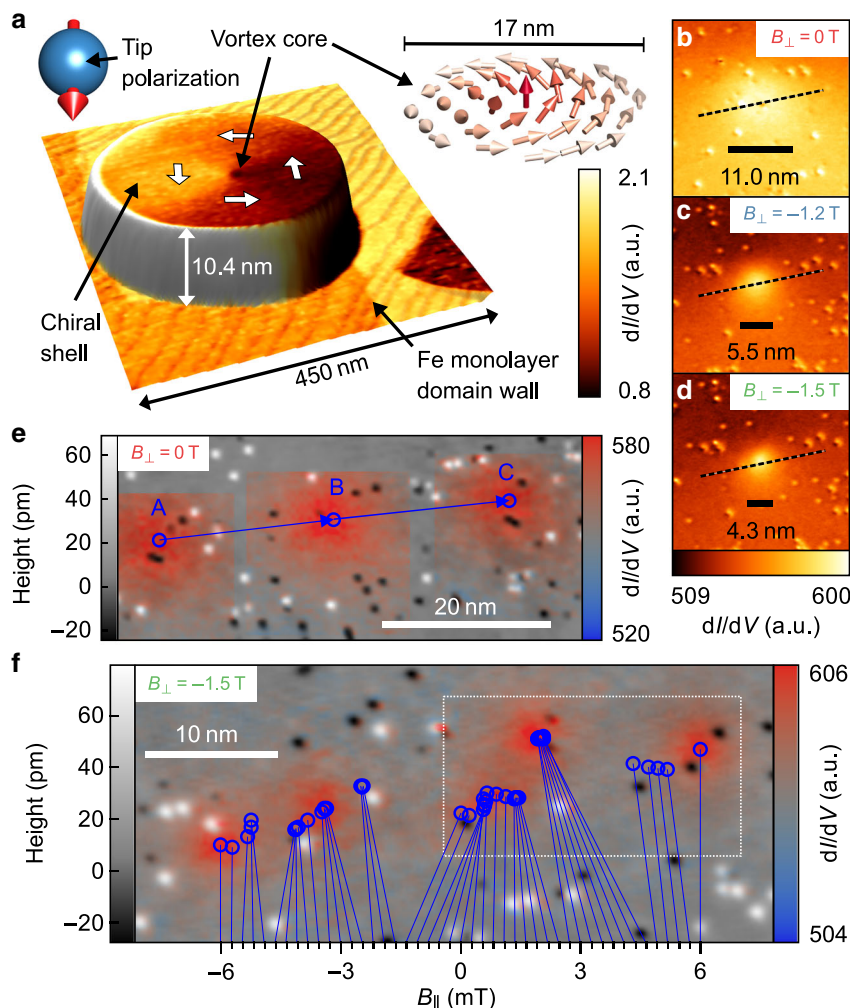 a
Tip
polarization
Vortex core
17 nm
10.4 nm
Chiral
shell
450 nm
Fe monolayer
domain wall
2.1
dI/dV (a.u.)
0.8
b
B⊥ = 0 T
11.0 nm
c
B⊥ = −1.2 T
5.5 nm
d
B⊥ = −1.5 T
4.3 nm
509
600
dI/dV (a.u.)
e
60
40
20
0
−20
Height (pm)
B⊥ = 0 T
A
B
C
20 nm
580
520
dI/dV (a.u.)
f
60
40
20
0
−20
Height (pm)
B⊥ = −1.5 T
10 nm
606
504
dI/dV (a.u.)
−6
−3
0
3
6
B|| (mT)